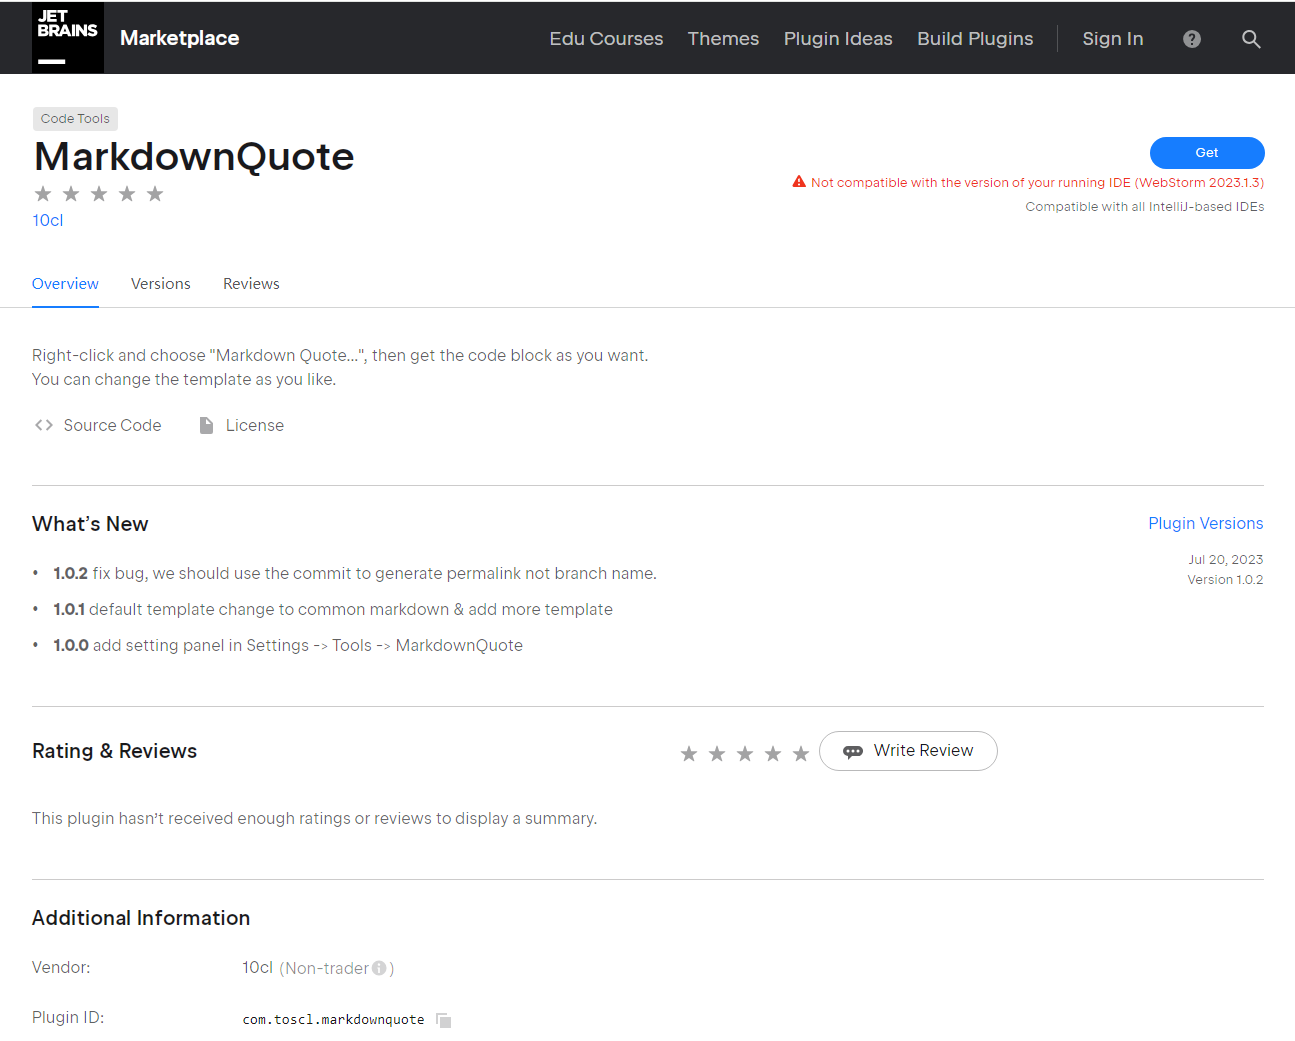 JET
BRAINS
Marketplace
Edu Courses Themes Plugin Ideas Build Plugins Sign In
Code Tools
MarkdownQuote
Get
Not compatible with the version of your running IDE (WebStorm 2023.1.3)
Compatible with all IntelliJ-based IDEs
10cl
Overview Versions Reviews
Right-click and choose "Markdown Quote...", then get the code block as you want.
You can change the template as you like.
<> Source Code License
What's New
Plugin Versions
• 1.0.2 fix bug, we should use the commit to generate permalink not branch name.
Jul 20, 2023
Version 1.0.2
• 1.0.1 default template change to common markdown & add more template
• 1.0.0 add setting panel in Settings -> Tools -> MarkdownQuote
Rating & Reviews
Write Review
This plugin hasn't received enough ratings or reviews to display a summary.
Additional Information
Vendor: 10cl (Non-trader)
Plugin ID: com.toscl.markdownquote